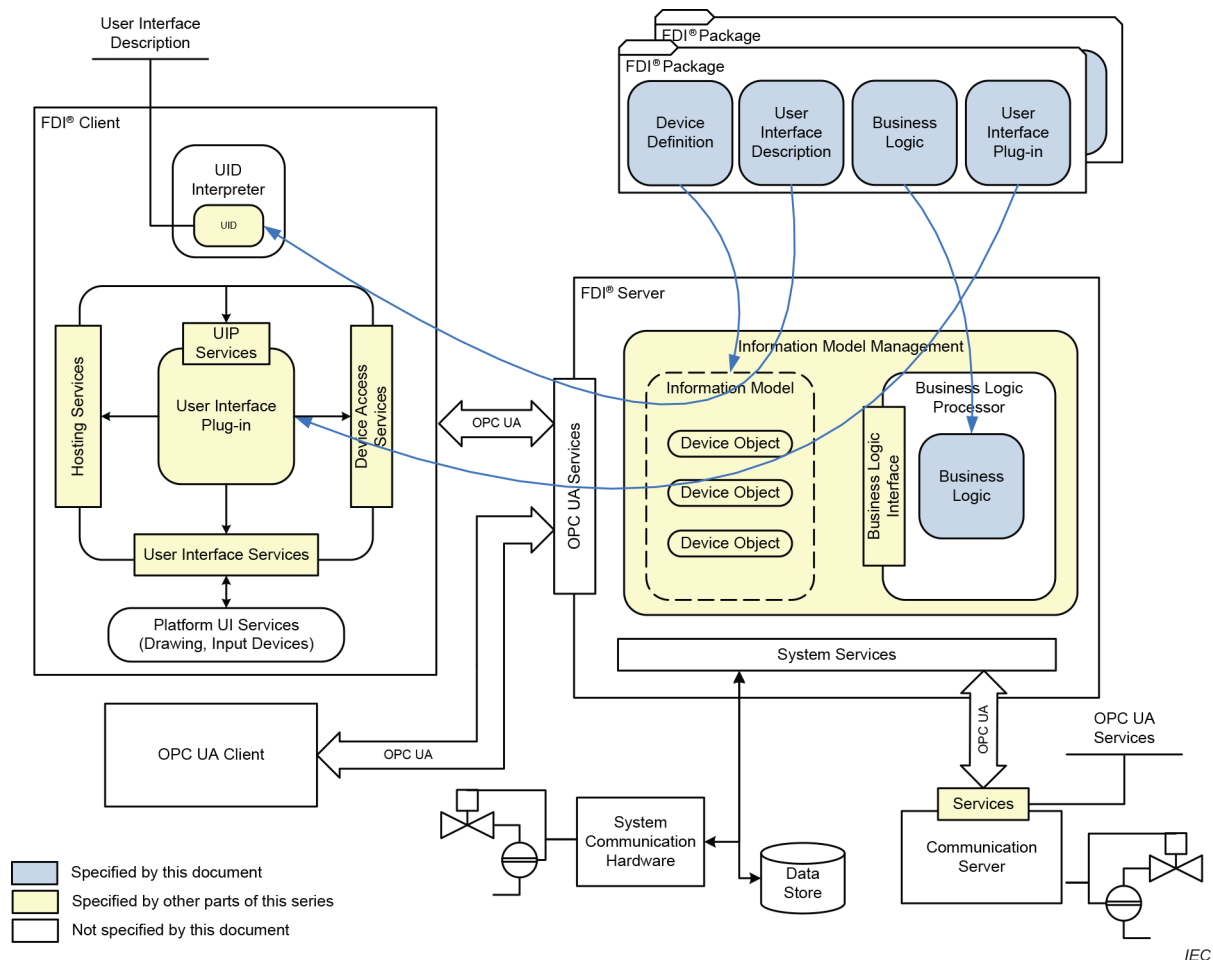 User Interface
Description
FDI® Package
FDI® Package
Device
Definition
User
Interface
Description
Business
Logic
User
Interface
Plug-in
FDI® Client
UID
Interpreter
UID
UIP
Services
Hosting Services
User Interface
Plug-in
Device Access
Services
User Interface Services
Platform UI Services
(Drawing, Input Devices)
OPC UA
FDI® Server
OPC UA Services
Information Model Management
Information Model
Device Object
Device Object
Device Object
Business Logic
Processor
Business Logic
Interface
Business
Logic
System Services
OPC UA Client
OPC UA
OPC UA
OPC UA
Services
Services
Communication
Server
System
Communication
Hardware
Data
Store
Specified by this document
Specified by other parts of this series
Not specified by this document
IEC